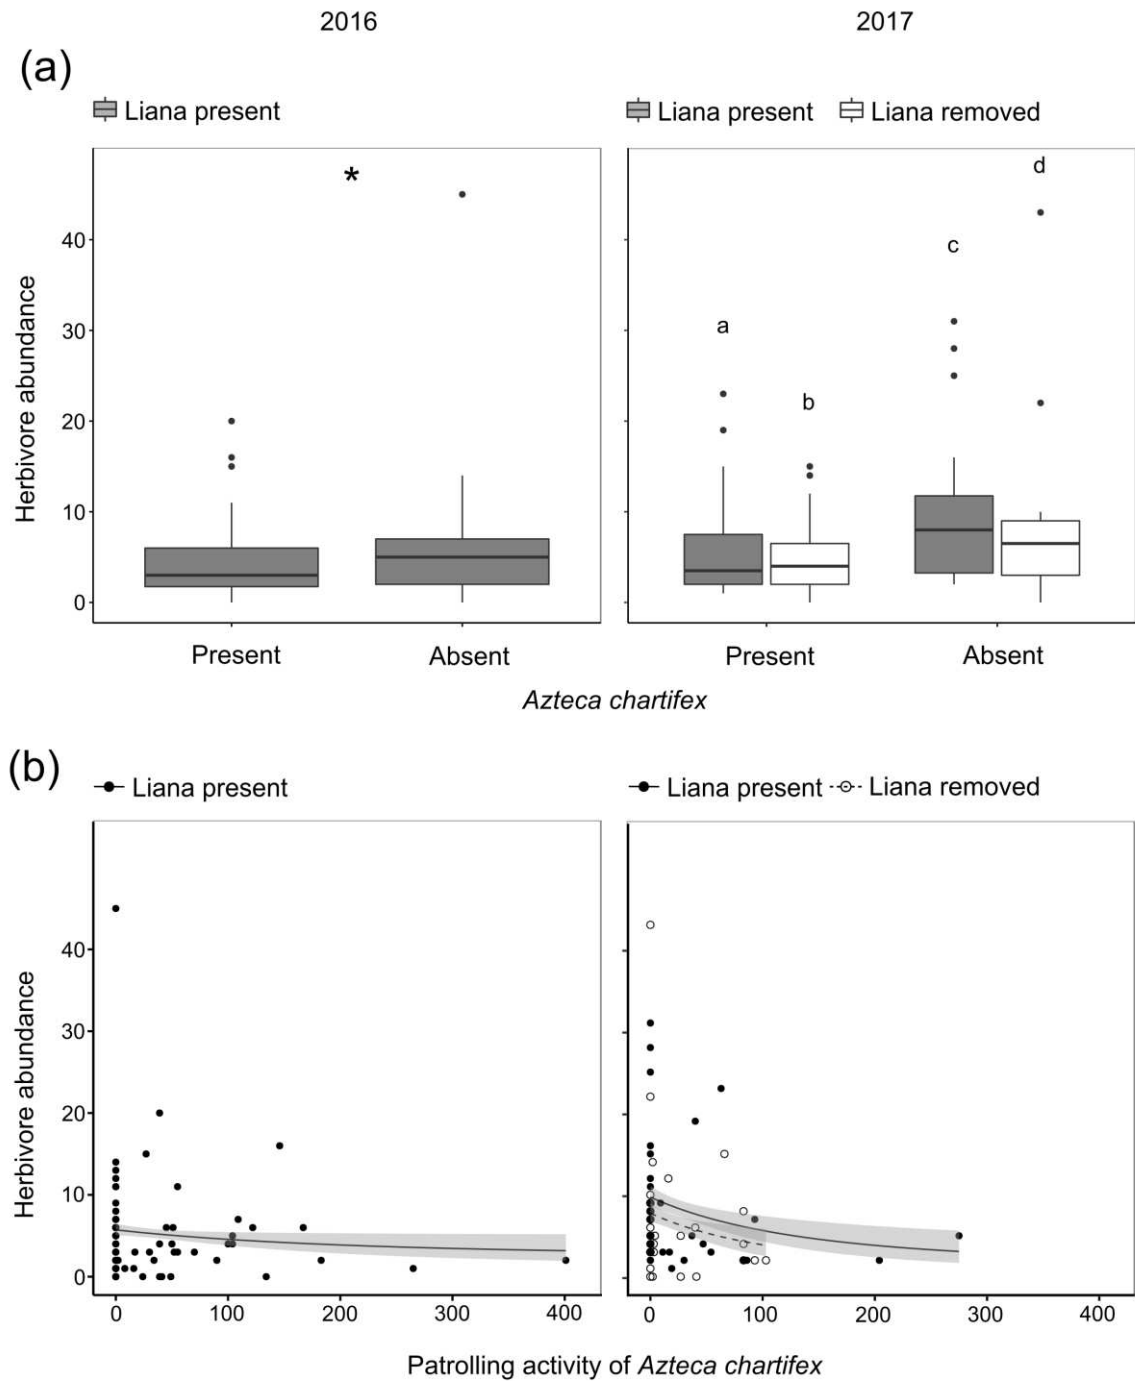 2016 2017
(a)
Liana present Liana present Liana removed
*
a
b
c
d
Herbivore abundance
40
30
20
10
0
Present Absent Present Absent
Azteca chartifex
(b)
Liana present Liana present Liana removed
Herbivore abundance
40
30
20
10
0
0 100 200 300 400 0 100 200 300 400
Patrolling activity of Azteca chartifex